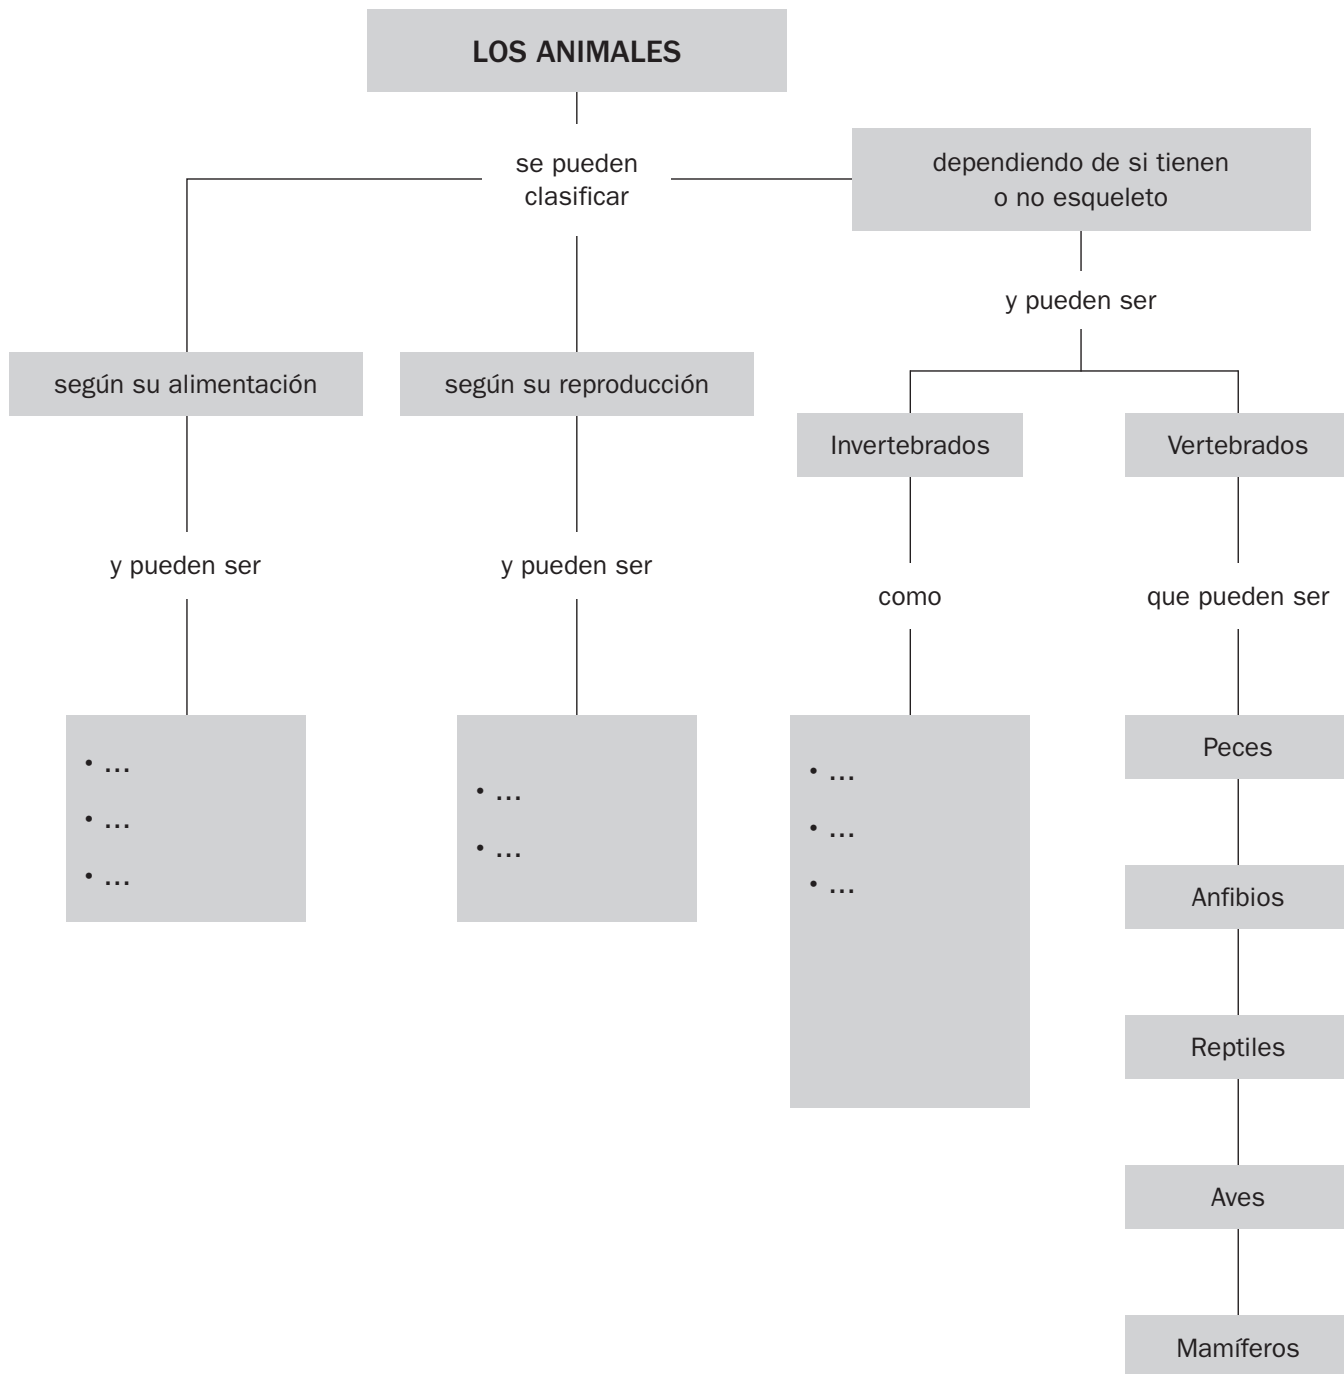 LOS ANIMALES
se pueden
clasificar
dependiendo de si tienen
o no esqueleto
y pueden ser
según su alimentación
según su reproducción
Invertebrados
Vertebrados
y pueden ser
y pueden ser
como
que pueden ser
• ...
• ...
• ...
• ...
• ...
• ...
• ...
• ...
Peces
Anfibios
Reptiles
Aves
Mamíferos